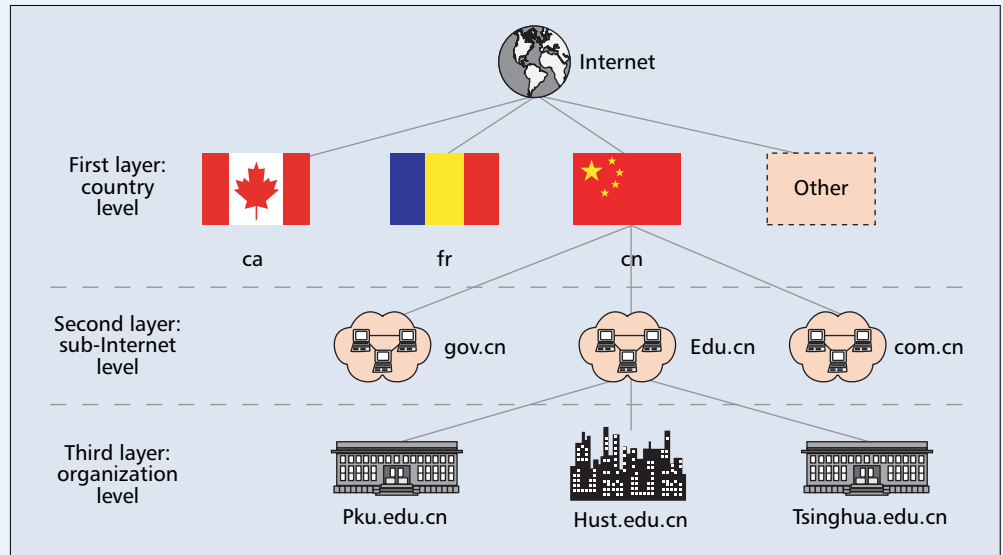 Internet
First layer:
country
level
Other
ca
fr
cn
Second layer:
sub-Internet
level
gov.cn
Edu.cn
com.cn
Third layer:
organization
level
Pku.edu.cn
Hust.edu.cn
Tsinghua.edu.cn